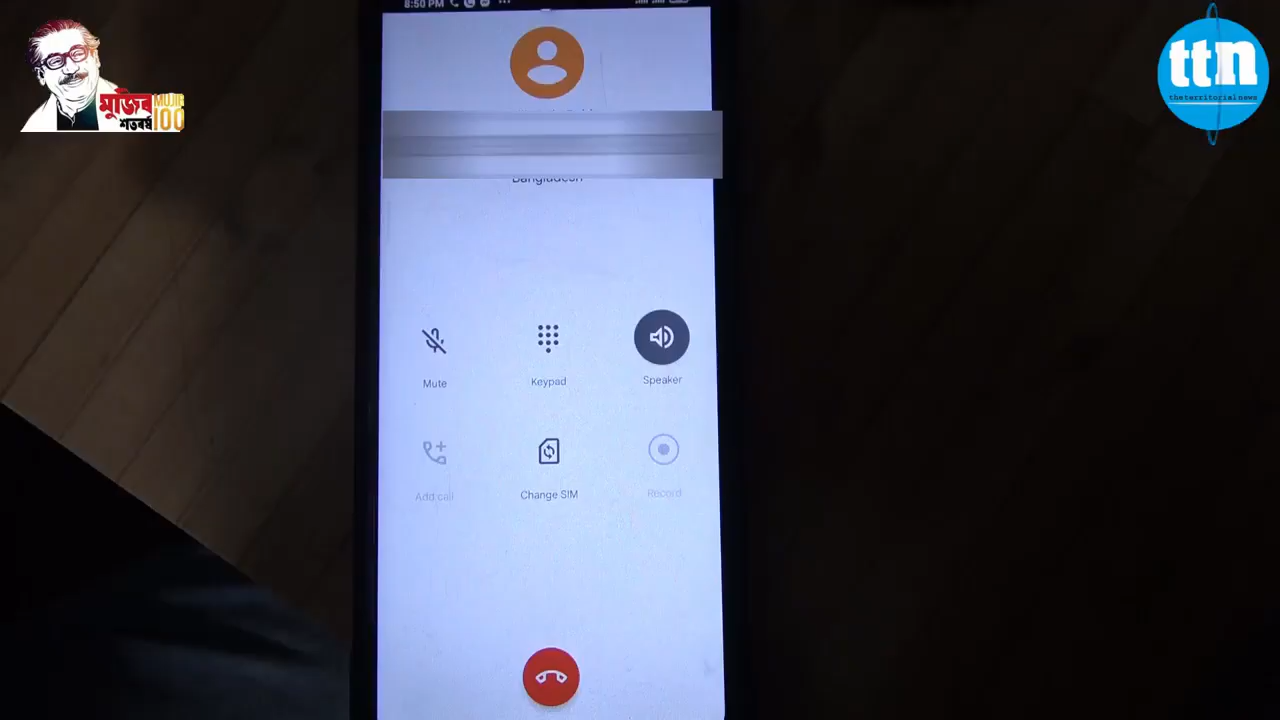 8:50 PM
মুজিব MUJIB
শতবর্ষ 100
ttn
theterritorialnews
Bangladesh
Mute
Keypad
Speaker
Add call
Change SIM
Record